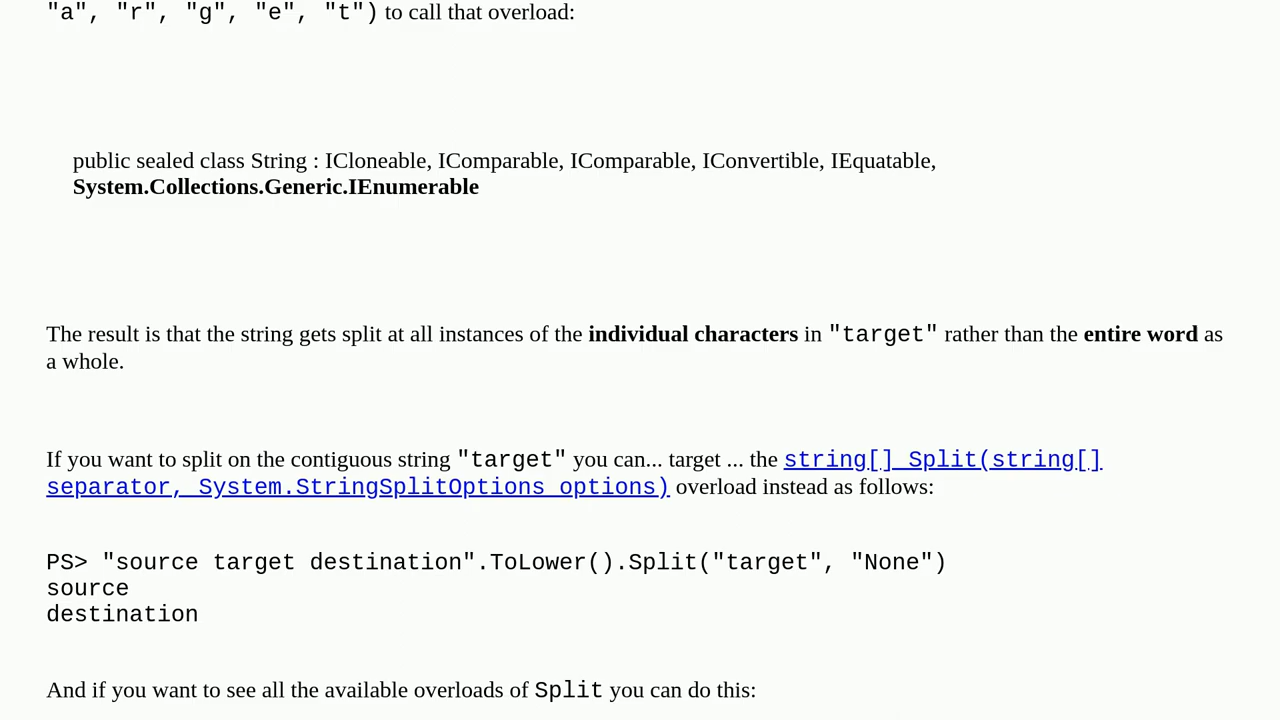 "a", "r", "g", "e", "t") to call that overload:
public sealed class String : ICloneable, IComparable, IComparable, IConvertible, IEquatable,
System.Collections.Generic.IEnumerable
The result is that the string gets split at all instances of the individual characters in "target" rather than the entire word as
a whole.
If you want to split on the contiguous string "target" you can... target ... the string[] Split(string[]
separator, System.StringSplitOptions options) overload instead as follows:
PS> "source target destination".ToLower().Split("target", "None")
source
destination
And if you want to see all the available overloads of Split you can do this: